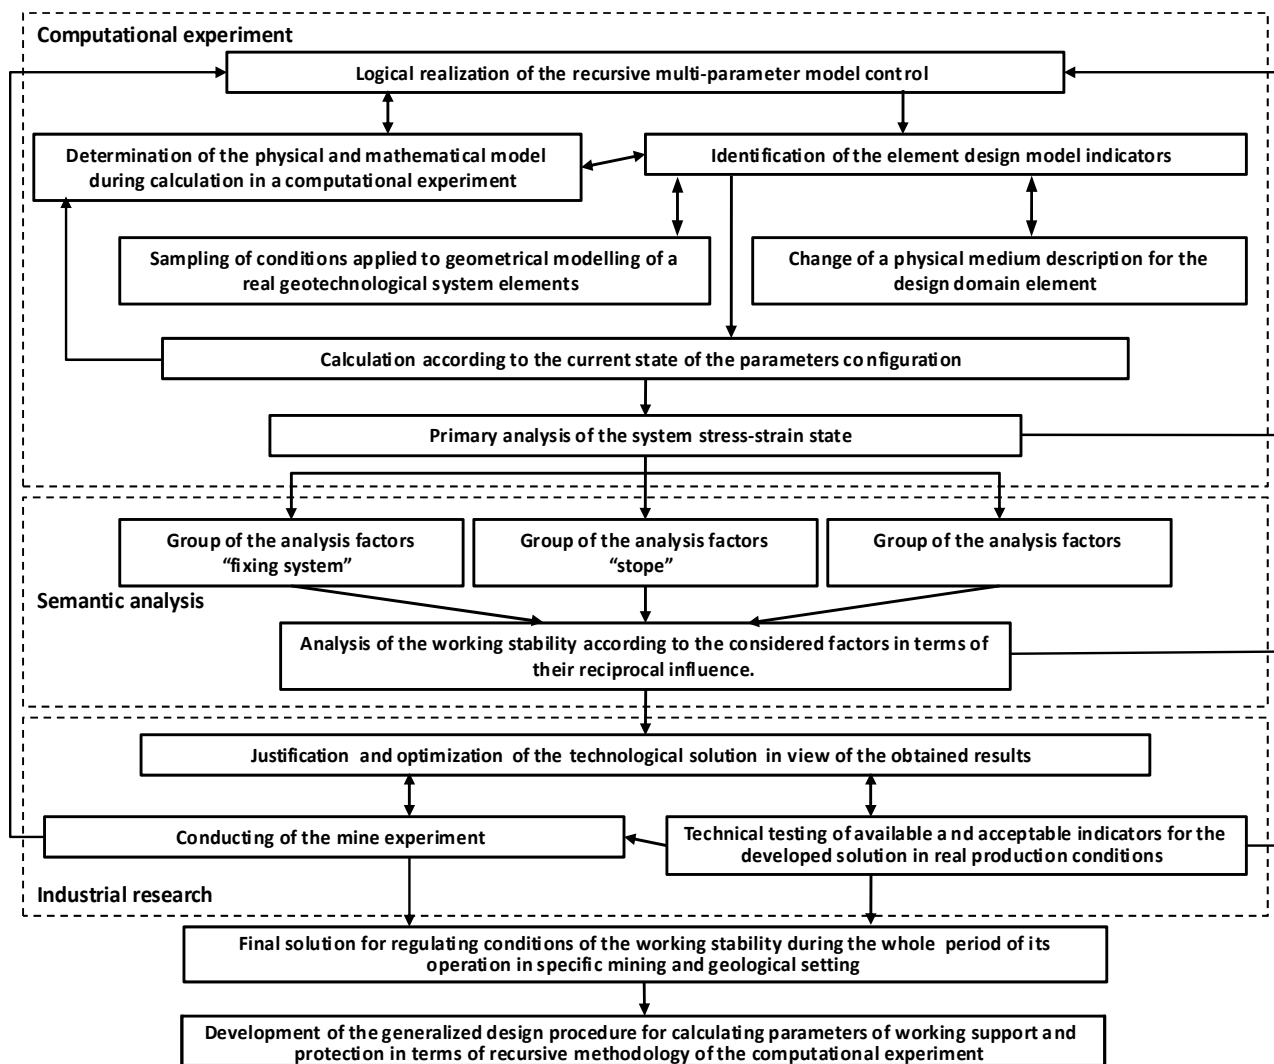 Computational experiment
Logical realization of the recursive multi-parameter model control
Determination of the physical and mathematical model
during calculation in a computational experiment
Identification of the element design model indicators
Sampling of conditions applied to geometrical modelling of a
real geotechnological system elements
Change of a physical medium description for the
design domain element
Calculation according to the current state of the parameters configuration
Primary analysis of the system stress-strain state
Group of the analysis factors
“fixing system”
Group of the analysis factors
“stope”
Group of the analysis factors
Semantic analysis
Analysis of the working stability according to the considered factors in terms of
their reciprocal influence.
Justification and optimization of the technological solution in view of the obtained results
Conducting of the mine experiment
Technical testing of available and acceptable indicators for the
developed solution in real production conditions
Industrial research
Final solution for regulating conditions of the working stability during the whole period of its
operation in specific mining and geological setting
Development of the generalized design procedure for calculating parameters of working support and
protection in terms of recursive methodology of the computational experiment